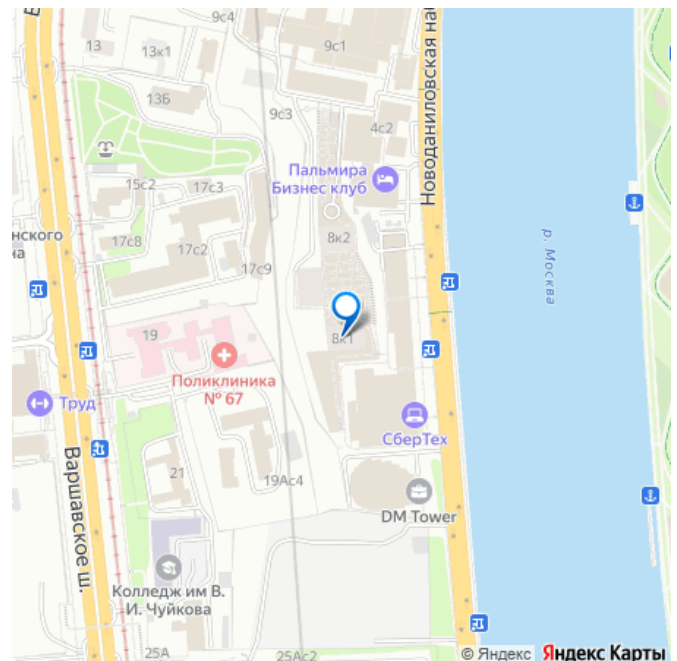 9с4
13
13к1
9с1
13Б
9с3
4с2
Новоданиловская наб
Пальмира
Бизнес клуб
15с2
17с3
нского
на
17с8
17с2
8к2
17с9
р. Москва
19
8к1
Поликлиника
№ 67
Труд
СберТех
Варшавское ш.
21
19Ас4
DM Tower
Колледж им В.
И. Чуйкова
25А
25Ас2
© Яндекс Яндекс Карты